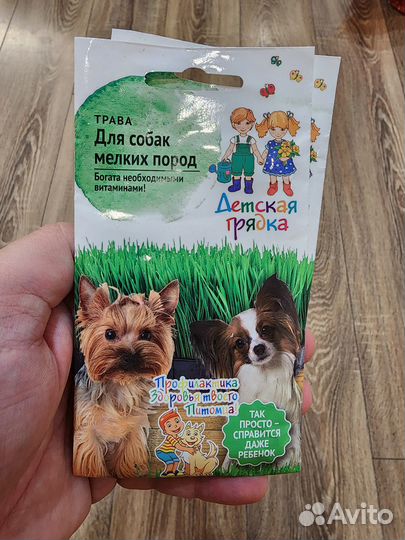 ТРАВА
Для собак
мелких пород
Богата необходимыми
витаминами!
Детская
грядка
Профилактика
Здоровья твоего
Питомца!
ТАК
ПРОСТО –
СПРАВИТСЯ
ДАЖЕ
РЕБЕНОК
Avito